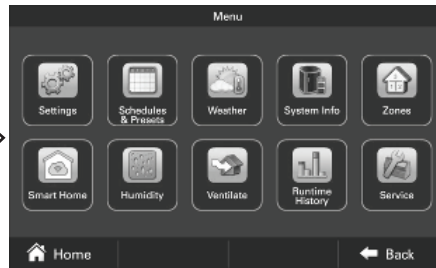 Menu
Settings
Schedules
& Presets
Weather
System Info
Zones
Smart Home
Humidity
Ventilate
Runtime
History
Service
Home
Back